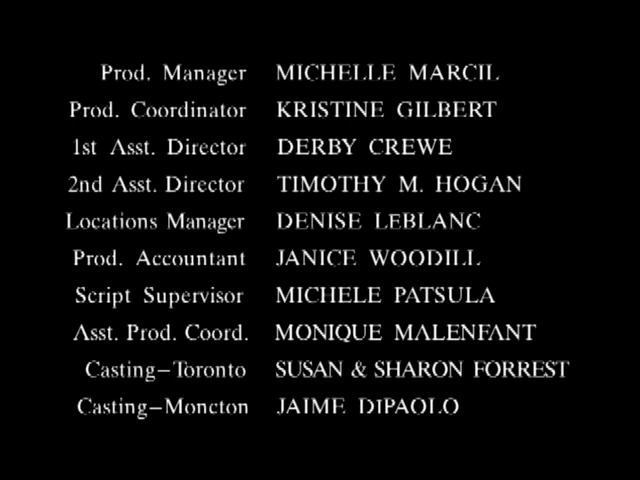 Prod. Manager MICHELLE MARCIL
Prod. Coordinator KRISTINE GILBERT
1st Asst. Director DERBY CREWE
2nd Asst. Director TIMOTHY M. HOGAN
Locations Manager DENISE LEBLANC
Prod. Accountant JANICE WOODILL
Script Supervisor MICHELE PATSULA
Asst. Prod. Coord. MONIQUE MALENFANT
Casting–Toronto SUSAN & SHARON FORREST
Casting–Moncton JAIME DIPAOLO